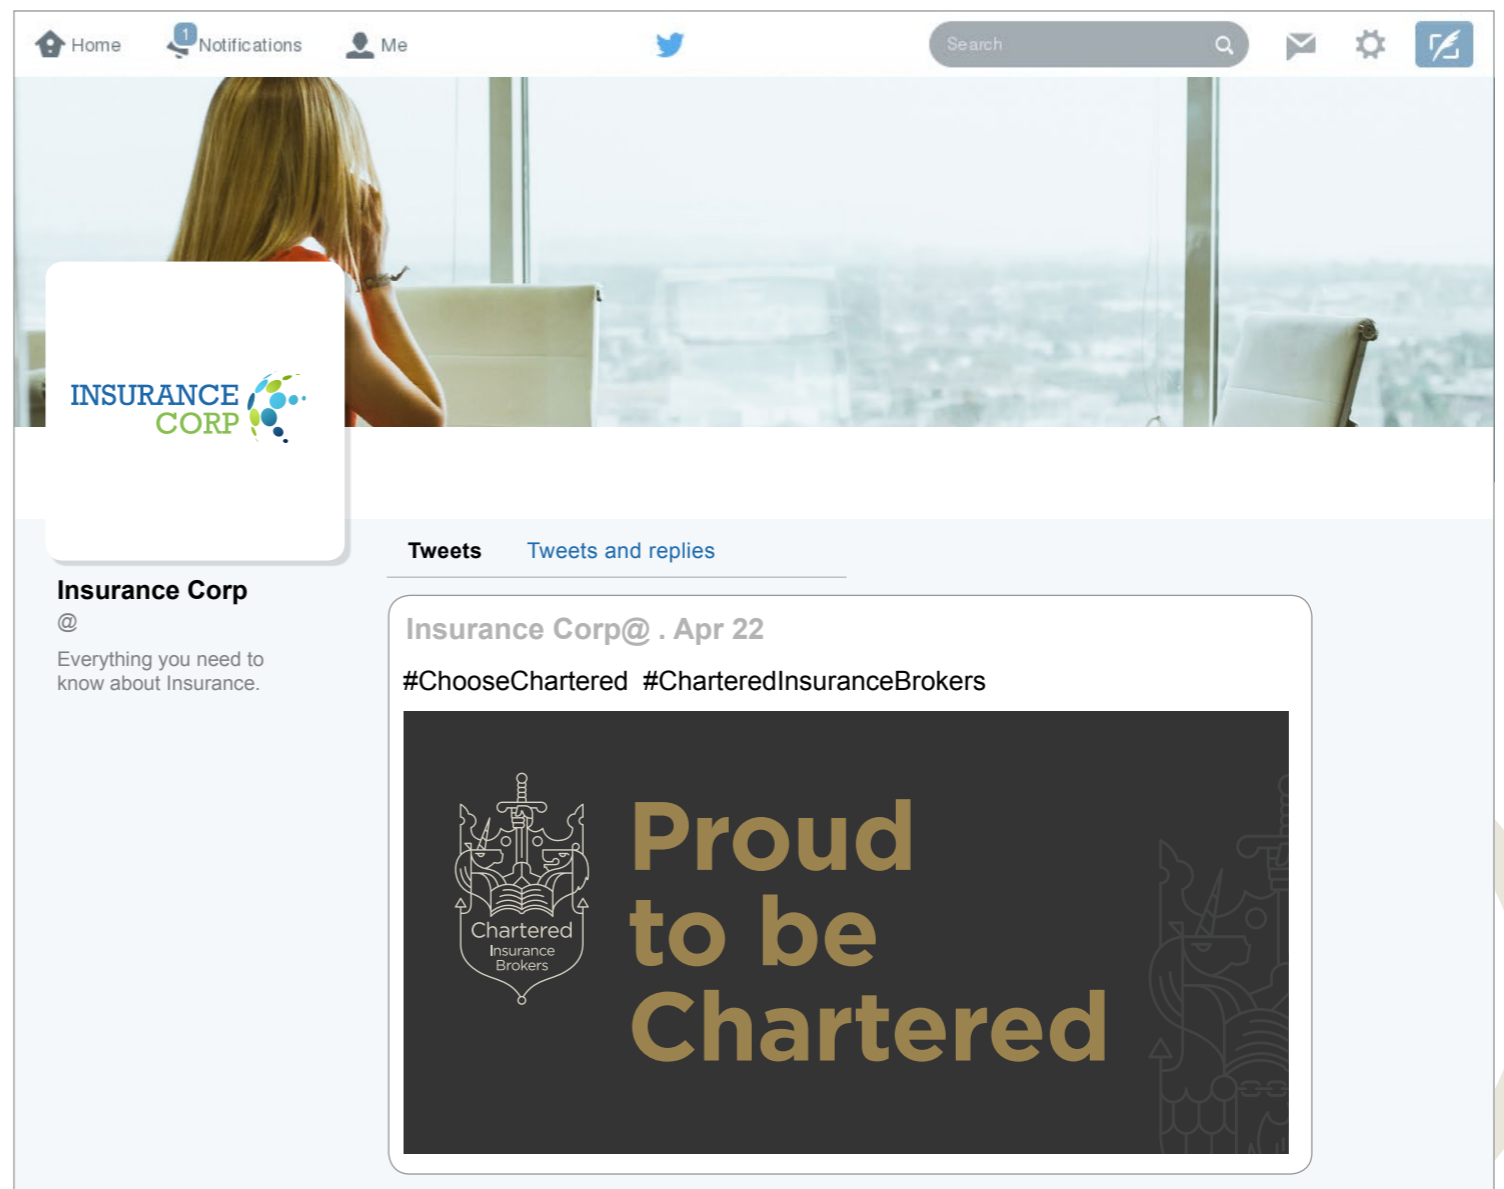 Home
1
Notifications
Me
Search
INSURANCE
CORP
Insurance Corp
@
Everything you need to
know about Insurance.
Tweets
Tweets and replies
Insurance Corp@ . Apr 22
#ChooseChartered #CharteredInsuranceBrokers
Chartered
Insurance
Brokers
Proud
to be
Chartered